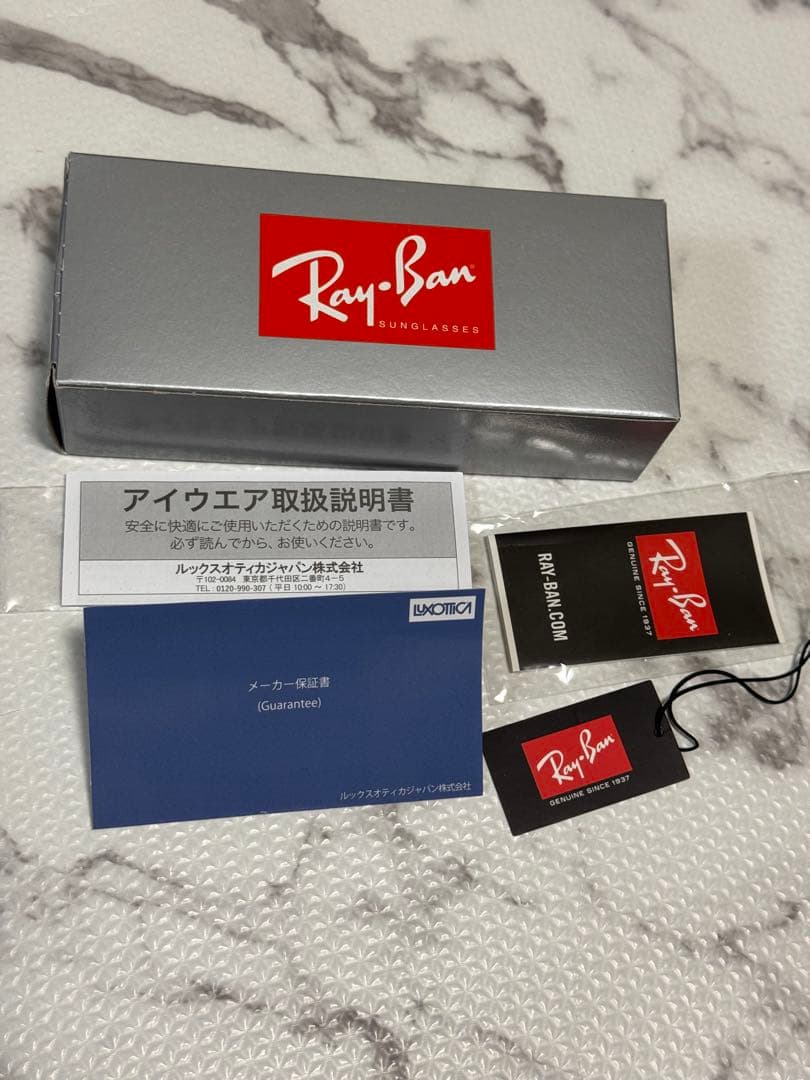 Ray-Ban
SUNGLASSES
アイウエア取扱説明書
安全に快適にご使用いただくための説明書です。
必ず読んでから、お使いください。
ルックスオティカジャパン株式会社
〒102-0084 東京都千代田区二番町4-5
TEL : 0120-990-307 ( 平日 10:00 ～ 17:30)
LUXOTTICA
メーカー保証書
(Guarantee)
ルックスオティカジャパン株式会社
Ray-Ban
GENUINE SINCE 1937
RAY-BAN.COM
Ray-Ban
GENUINE SINCE 1937